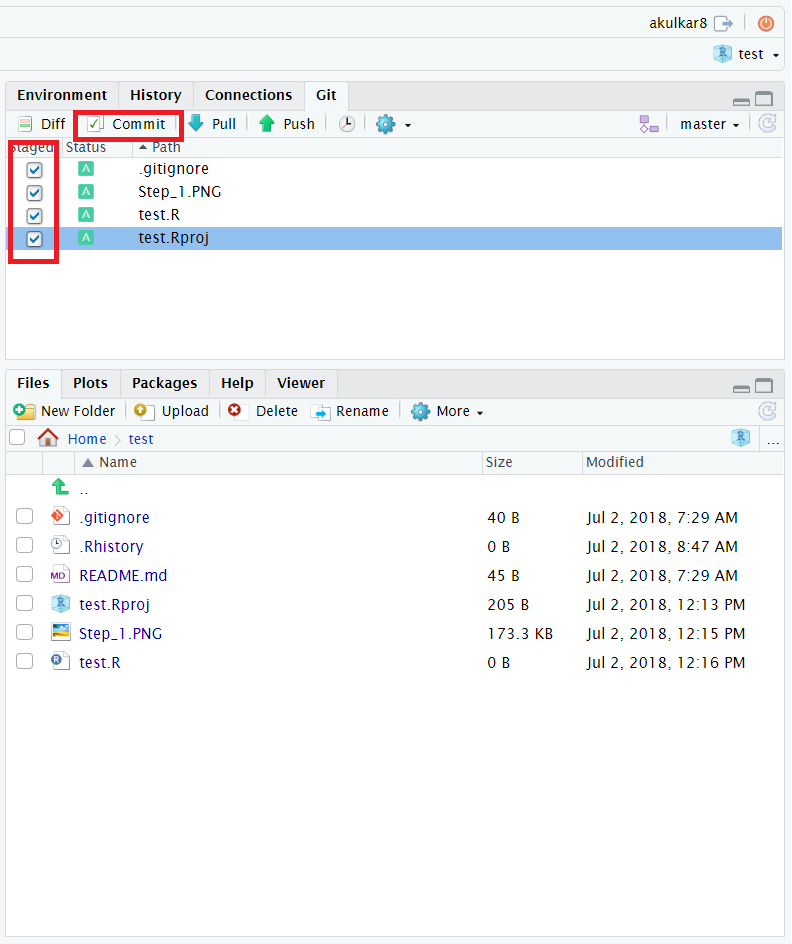 akulkar8
test
Environment History Connections Git
Diff Commit Pull Push master
Staged Status Path
A .gitignore
A Step_1.PNG
A test.R
A test.Rproj
Files Plots Packages Help Viewer
New Folder Upload Delete Rename More
Home test R ...
Name Size Modified
..
.gitignore 40 B Jul 2, 2018, 7:29 AM
.Rhistory 0 B Jul 2, 2018, 8:47 AM
MD README.md 45 B Jul 2, 2018, 7:29 AM
R test.Rproj 205 B Jul 2, 2018, 12:13 PM
Step_1.PNG 173.3 KB Jul 2, 2018, 12:15 PM
R test.R 0 B Jul 2, 2018, 12:16 PM